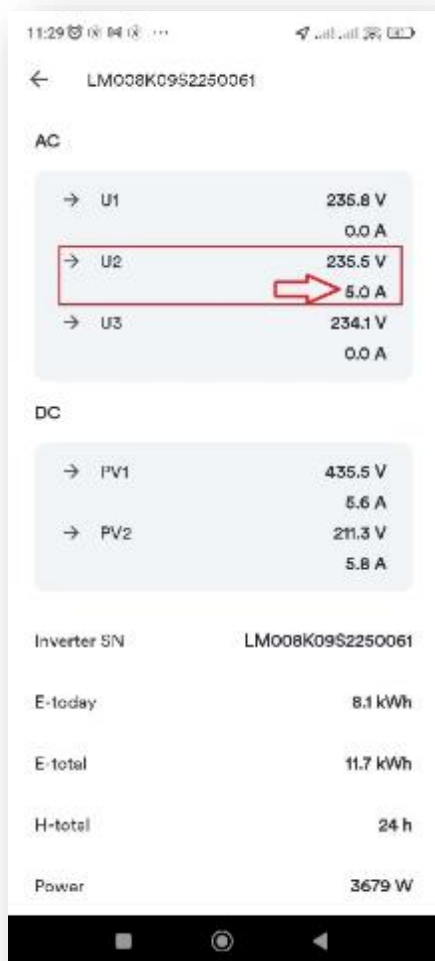 11:29
← LM008K09S2250061
AC
→ U1 235.8 V
0.0 A
→ U2 235.5 V
5.0 A
→ U3 234.1 V
0.0 A
DC
→ PV1 435.5 V
5.6 A
→ PV2 211.3 V
5.8 A
Inverter SN LM008K09S2250061
E-today 8.1 kWh
E-total 11.7 kWh
H-total 24 h
Power 3679 W